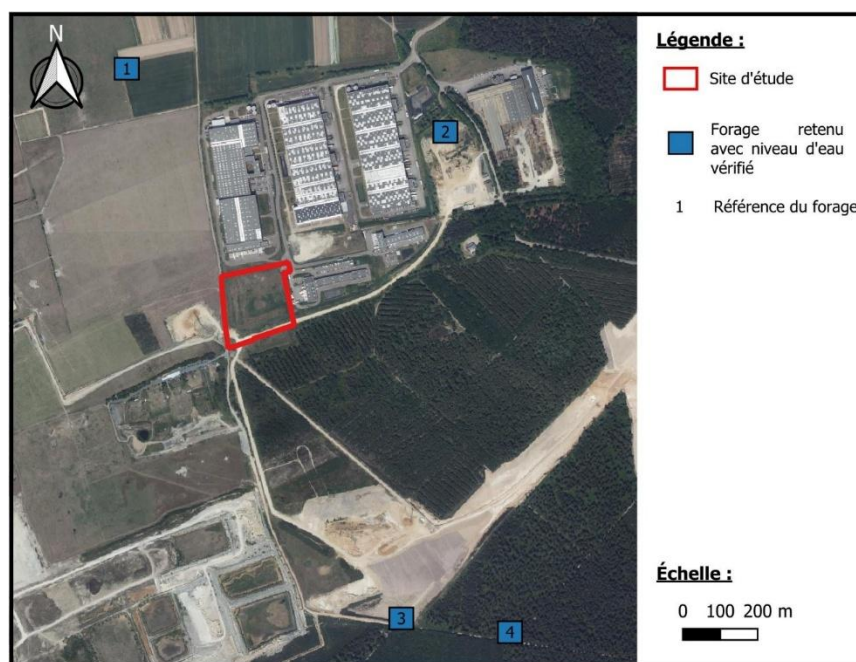 N
1
2
3
4
Légende :
Site d'étude
Forage retenu
avec niveau d'eau
vérifié
1 Référence du forage
Échelle :
0 100 200 m